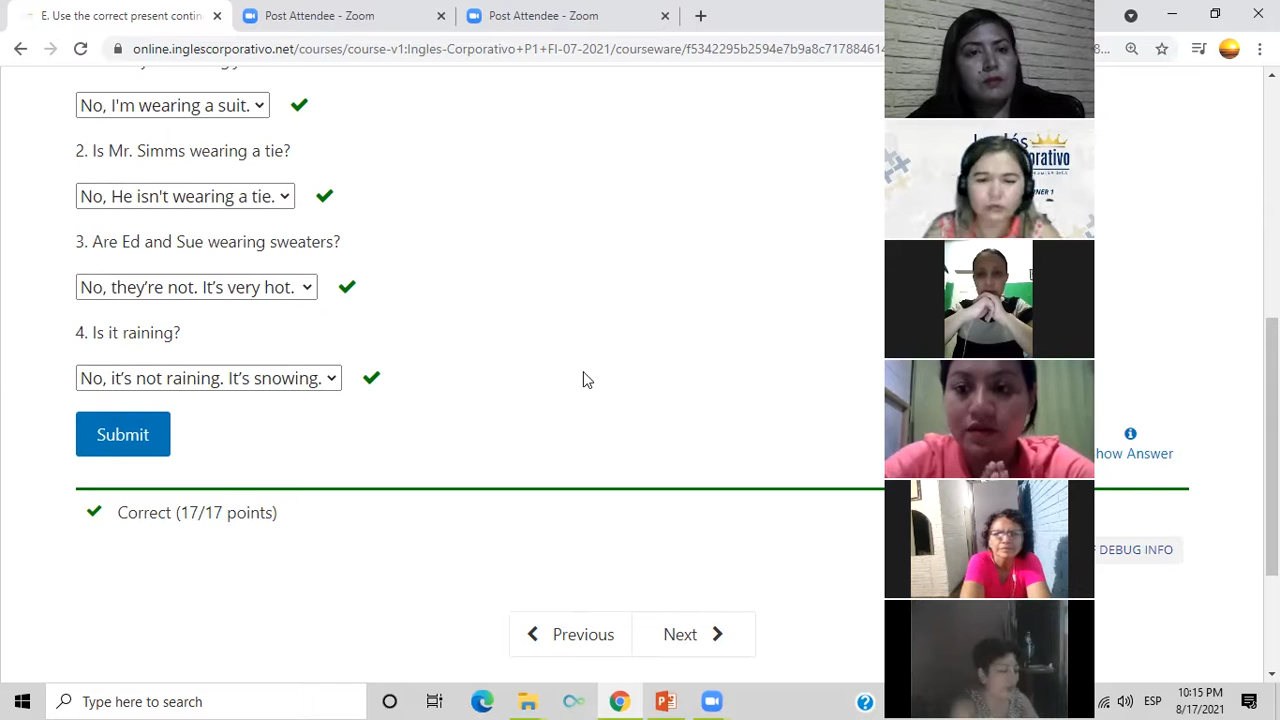 E. Use the correct present contin
Post Attendee - Zoom
Post Attendee - Zoom
online.inglescorporativo.net/courses/course-v1:Ingles-Corporativo+P1+FI-07-2021/courseware/f5342295b2594e7b9a8c7178846
No, I'm wearing a suit.
2. Is Mr. Simms wearing a tie?
No, He isn't wearing a tie.
3. Are Ed and Sue wearing sweaters?
No, they're not. It's very hot.
4. Is it raining?
No, it's not raining. It's snowing.
Submit
how Answer
Correct (17/17 points)
DEBUG INFO
Previous
Next
Type here to search
ESP
10:15 PM
8/17/2021